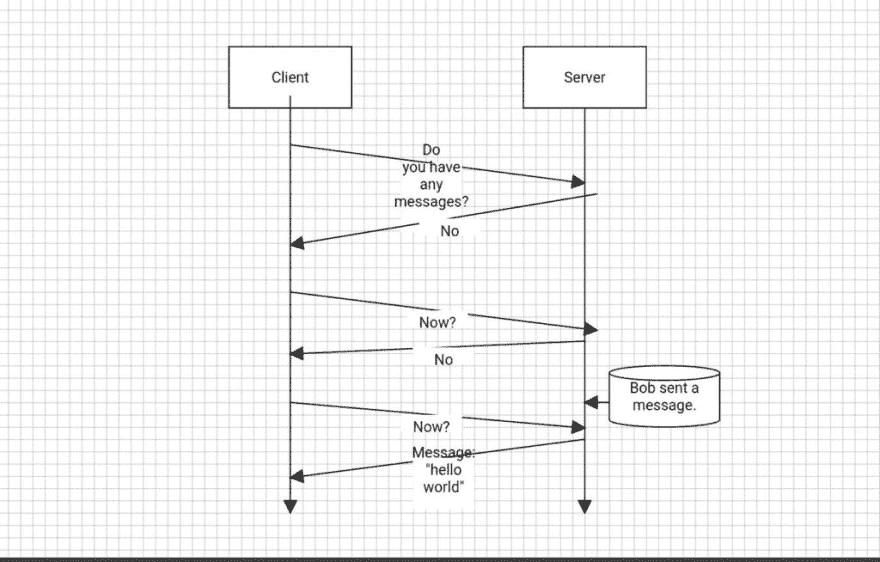 Client
Server
Do
you have
any
messages?
No
Now?
No
Bob sent a
message.
Now?
Message:
"hello
world"